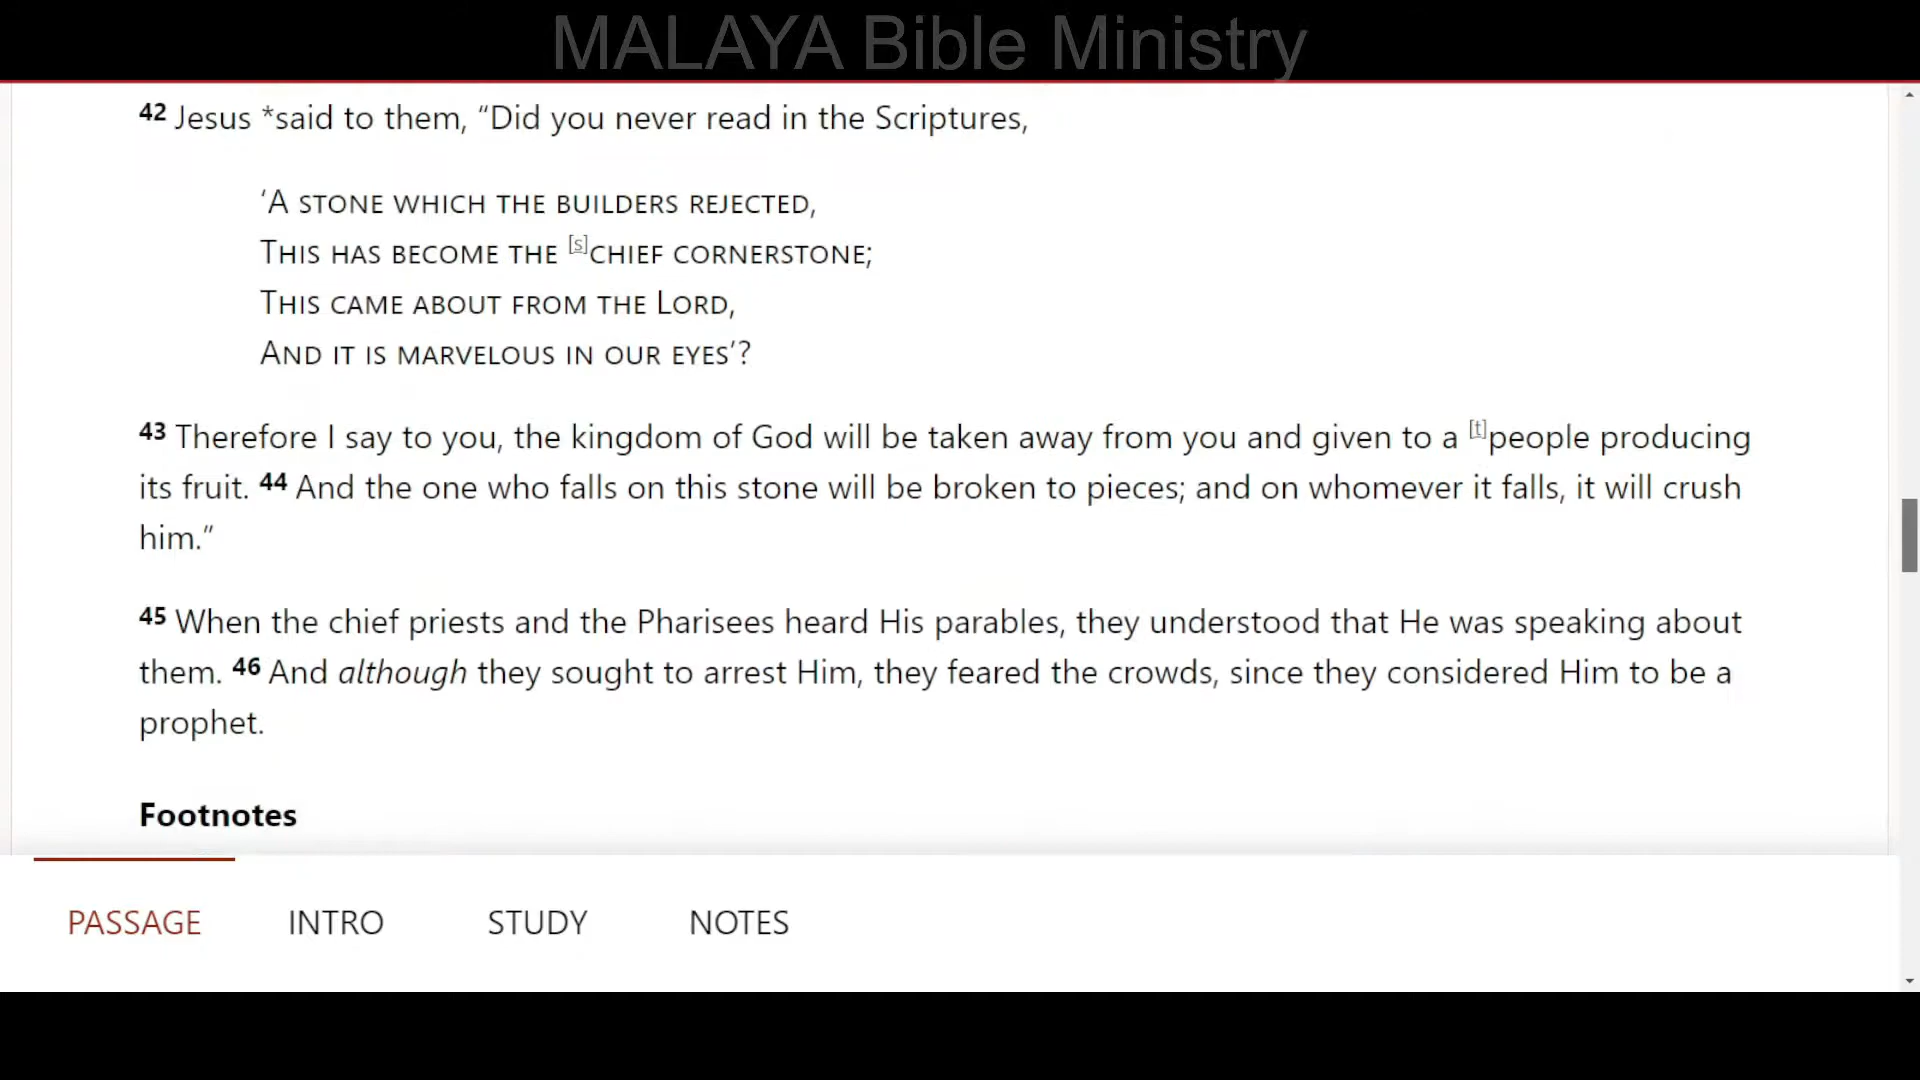 MALAYA Bible Ministry
42 Jesus *said to them, “Did you never read in the Scriptures,
‘A STONE WHICH THE BUILDERS REJECTED,
THIS HAS BECOME THE [s]CHIEF CORNERSTONE;
THIS CAME ABOUT FROM THE LORD,
AND IT IS MARVELOUS IN OUR EYES’?
43 Therefore I say to you, the kingdom of God will be taken away from you and given to a [t]people producing
its fruit. 44 And the one who falls on this stone will be broken to pieces; and on whomever it falls, it will crush
him.”
45 When the chief priests and the Pharisees heard His parables, they understood that He was speaking about
them. 46 And although they sought to arrest Him, they feared the crowds, since they considered Him to be a
prophet.
Footnotes
PASSAGE INTRO STUDY NOTES